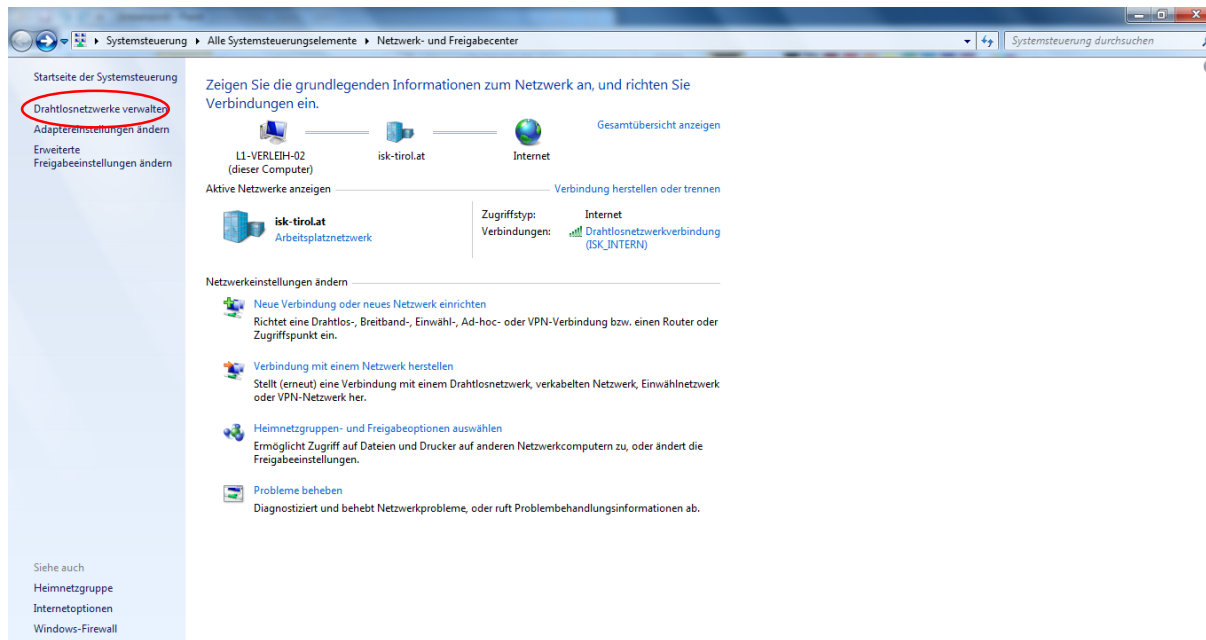 Systemsteuerung Alle Systemsteuerungselemente Netzwerk- und Freigabecenter
Systemsteuerung durchsuchen
Startseite der Systemsteuerung
Drahtlosnetzwerke verwalten
Adaptereinstellungen ändern
Erweiterte
Freigabeeinstellungen ändern
Zeigen Sie die grundlegenden Informationen zum Netzwerk an, und richten Sie
Verbindungen ein.
Gesamtübersicht anzeigen
L1-VERLEIH-02
(dieser Computer)
isk-tirol.at
Internet
Aktive Netzwerke anzeigen
Verbindung herstellen oder trennen
isk-tirol.at
Arbeitsplatznetzwerk
Zugriffstyp: Internet
Verbindungen: Drahtlosnetzwerkverbindung
(ISK_INTERN)
Netzwerkeinstellungen ändern
Neue Verbindung oder neues Netzwerk einrichten
Richtet eine Drahtlos-, Breitband-, Einwähl-, Ad-hoc- oder VPN-Verbindung bzw. einen Router oder
Zugriffspunkt ein.
Verbindung mit einem Netzwerk herstellen
Stellt (erneut) eine Verbindung mit einem Drahtlosnetzwerk, verkabelten Netzwerk, Einwählnetzwerk
oder VPN-Netzwerk her.
Heimnetzgruppen- und Freigabeoptionen auswählen
Ermöglicht Zugriff auf Dateien und Drucker auf anderen Netzwerkcomputern zu, oder ändert die
Freigabeeinstellungen.
Probleme beheben
Diagnostiziert und behebt Netzwerkprobleme, oder ruft Problembehandlungsinformationen ab.
Siehe auch
Heimnetzgruppe
Internetoptionen
Windows-Firewall